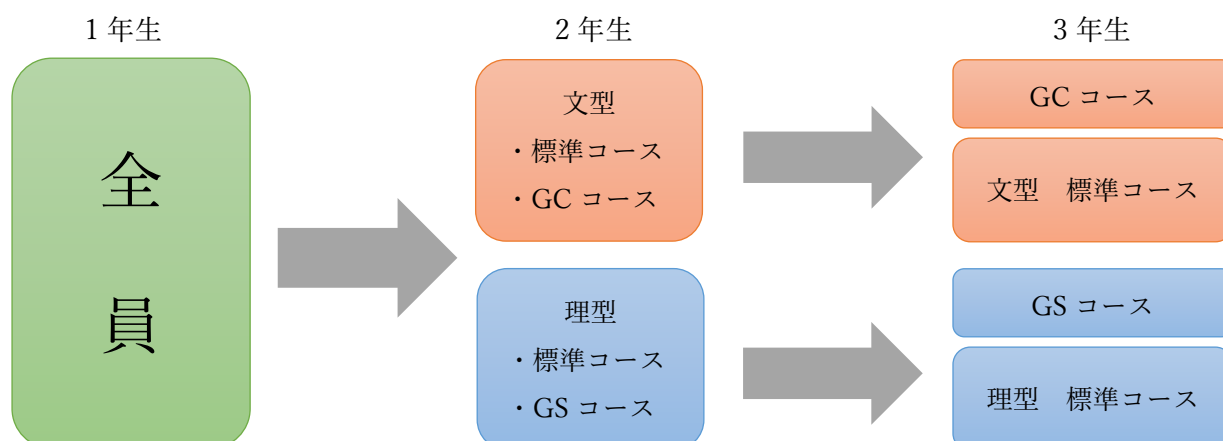 1 年生
2 年生
3 年生
全
員
文型
・標準コース
・GC コース
理型
・標準コース
・GS コース
GC コース
文型　標準コース
GS コース
理型　標準コース